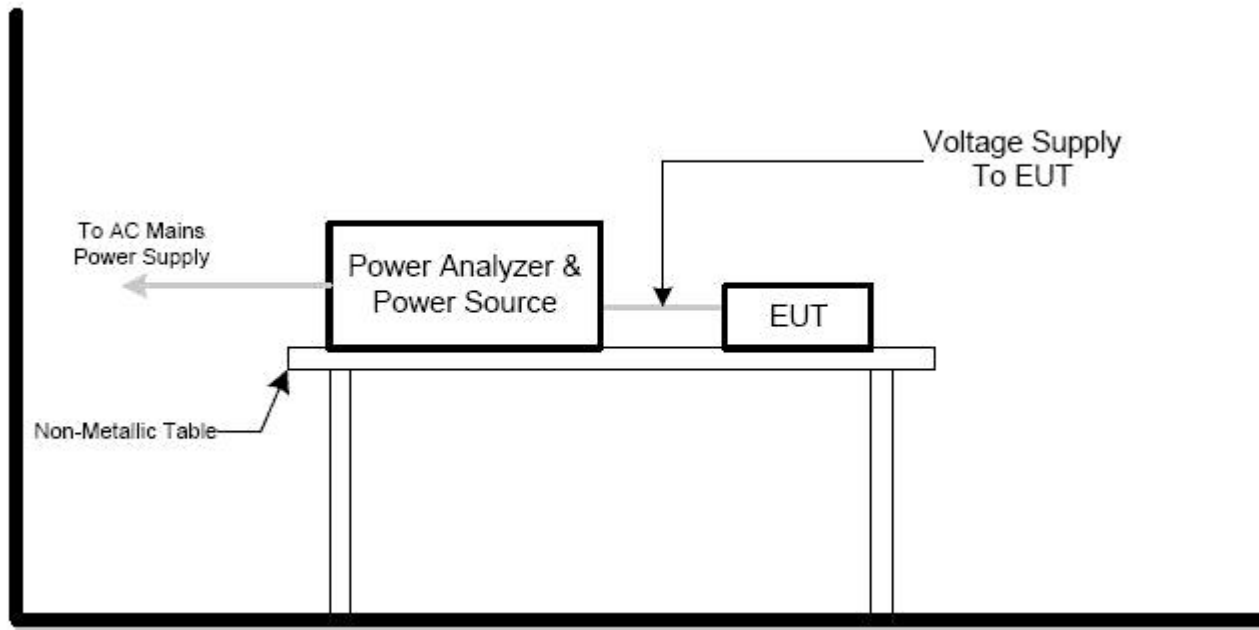 Voltage Supply
To EUT
To AC Mains
Power Supply
Power Analyzer &
Power Source
EUT
Non-Metallic Table